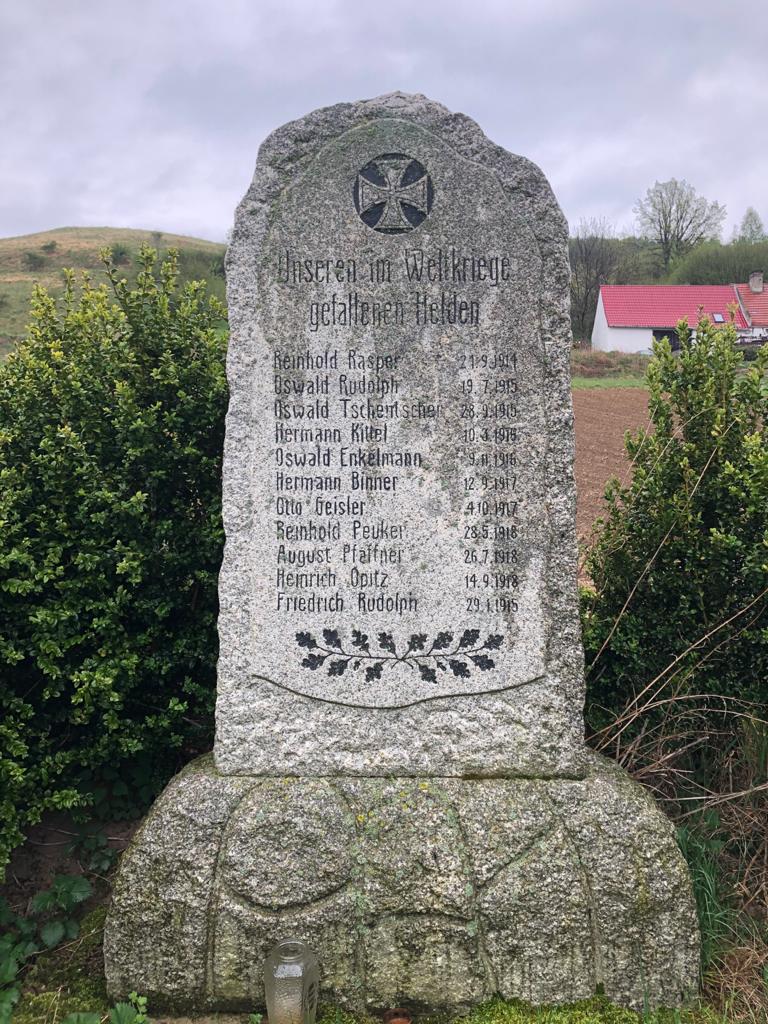 Unseren im Weltkriege
gefallenen Helden
Reinhold Rasper 21.9.1914
Oswald Rudolph 19.7.1915
Oswald Tschentscher 28.9.1915
Hermann Kittel
Oswald Enkelmann 9.11.1916
Hermann Binner 12.9.1917
Otto Geisler 4.10.1917
Reinhold Peuker 28.5.1918
August Pfaffner 26.7.1918
Heinrich Opitz 14.9.1918
Friedrich Rudolph 29.1.1915